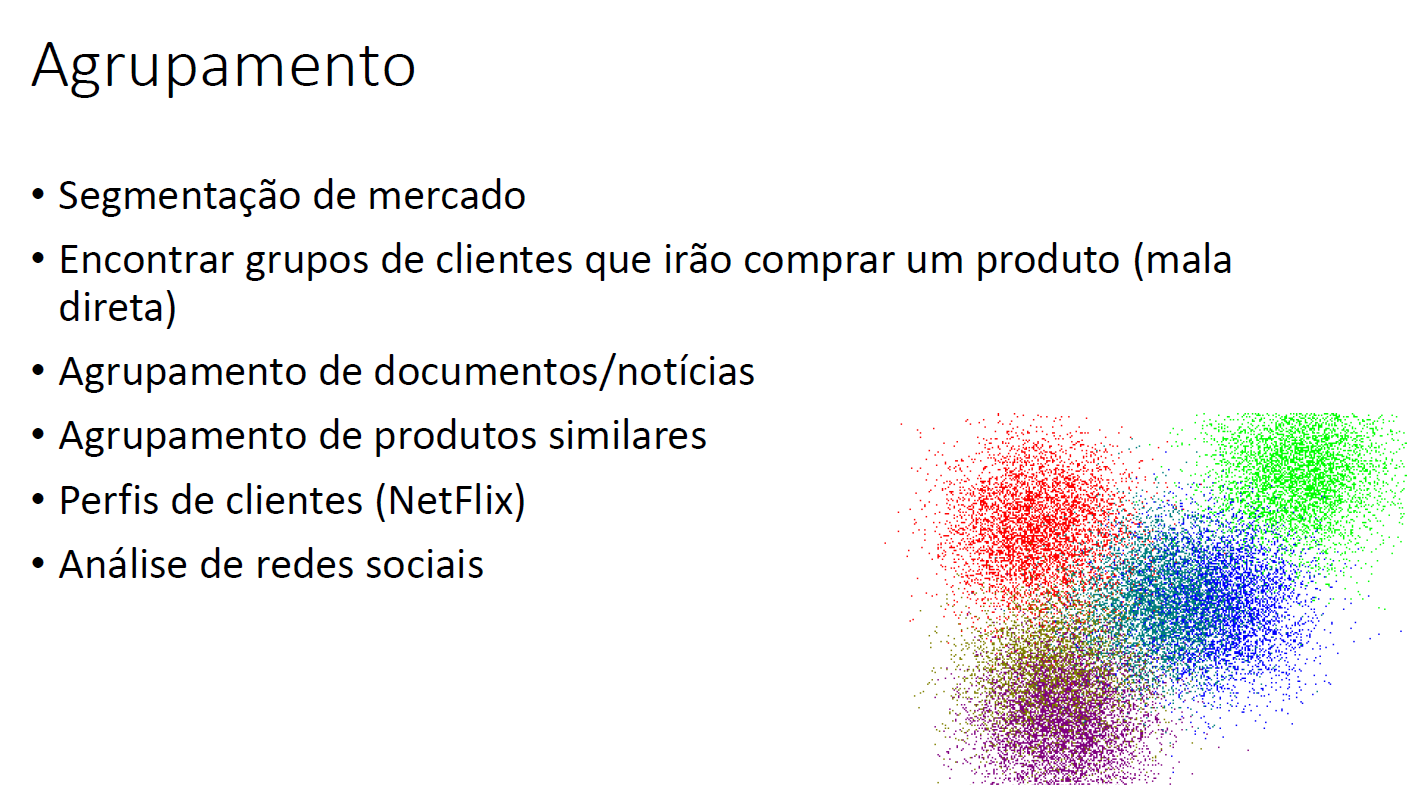 Agrupamento
• Segmentação de mercado
• Encontrar grupos de clientes que irão comprar um produto (mala
direta)
• Agrupamento de documentos/notícias
• Agrupamento de produtos similares
• Perfis de clientes (NetFlix)
• Análise de redes sociais